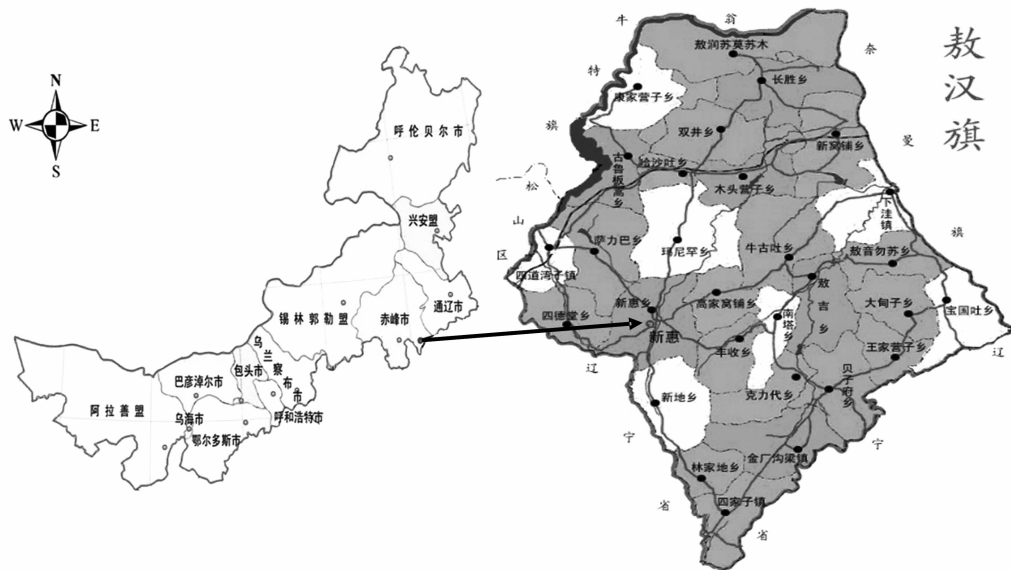 N
W
E
S
呼伦贝尔市
兴安盟
通辽市
锡林郭勒盟
赤峰市
乌兰察布市
包头市
巴彦淖尔市
呼和浩特市
阿拉善盟
乌海市
鄂尔多斯市
敖汉旗
牛
翁
特
旗
奈
曼
旗
松
山
区
辽
宁
省
辽
宁
省
敖润苏莫苏木
长胜乡
康家营子乡
双井乡
新窝铺乡
古鲁板蒿乡
哈沙吐乡
木头营子乡
下洼镇
萨力巴乡
玛尼罕乡
牛古吐乡
敖音勿苏乡
四道湾子镇
敖吉乡
新惠乡
高家窝铺乡
大甸子乡
宝国吐乡
四德堂乡
新惠
南塔乡
丰收乡
王家营子乡
贝子府乡
新地乡
克力代乡
林家地乡
金厂沟梁镇
四家子镇